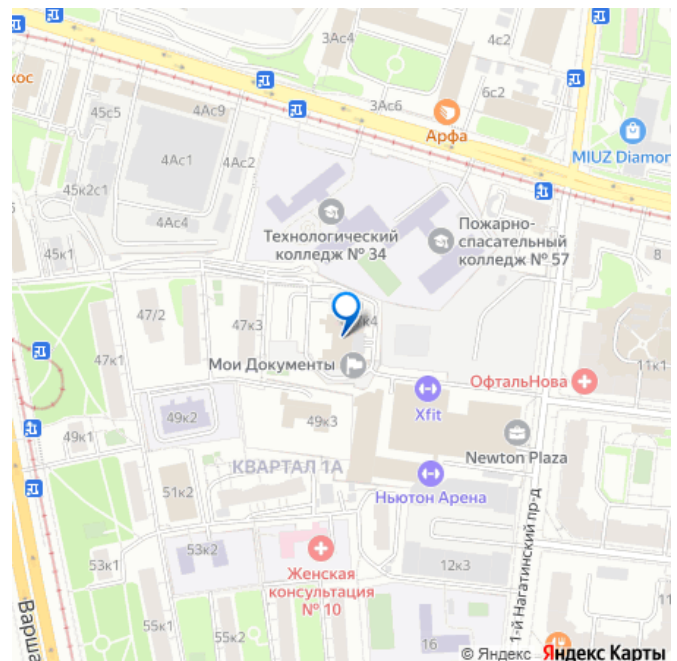 3Ас4
4с2
хос
45с5
4Ас9
3Ас6
6с2
Арфа
4Ас1
4Ас2
MIUZ Diamon
45к2с1
4Ас4
Технологический
колледж № 34
Пожарно-
спасательный
колледж № 57
45к1
8
47/2
47к3
к4
47к1
Мои Документы
11к1
ОфтальНова
Xfit
49к2
49к3
49к1
Newton Plaza
КВАРТАЛ 1А
51к2
Ньютон Арена
1-й Нагатинский пр-д
53к2
53к1
Женская
консультация
№ 10
12к3
11
Варша
55к1
55к2
16
© Яндекс Яндекс Карты